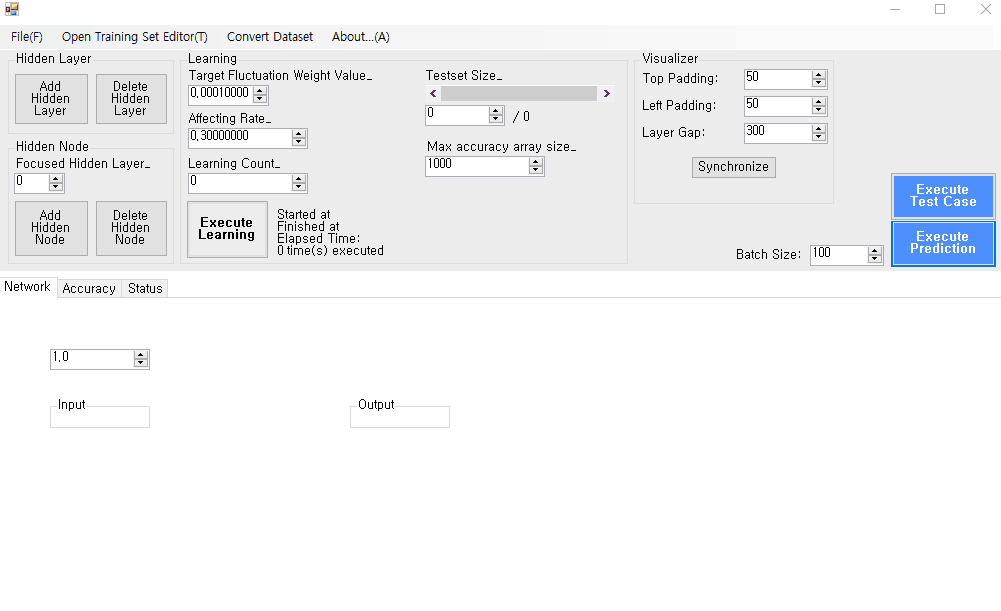 File(F) Open Training Set Editor(T) Convert Dataset About...(A)
Hidden Layer
Add
Hidden
Layer
Delete
Hidden
Layer
Hidden Node
Focused Hidden Layer_
0
Add
Hidden
Node
Delete
Hidden
Node
Learning
Target Fluctuation Weight Value_
0,00010000
Affecting Rate_
0,30000000
Learning Count_
0
Execute
Learning
Started at
Finished at
Elapsed Time:
0 time(s) executed
Testset Size_
0 / 0
Max accuracy array size_
1000
Visualizer
Top Padding: 50
Left Padding: 50
Layer Gap: 300
Synchronize
Execute
Test Case
Batch Size: 100
Execute
Prediction
Network Accuracy Status
1,0
Input
Output